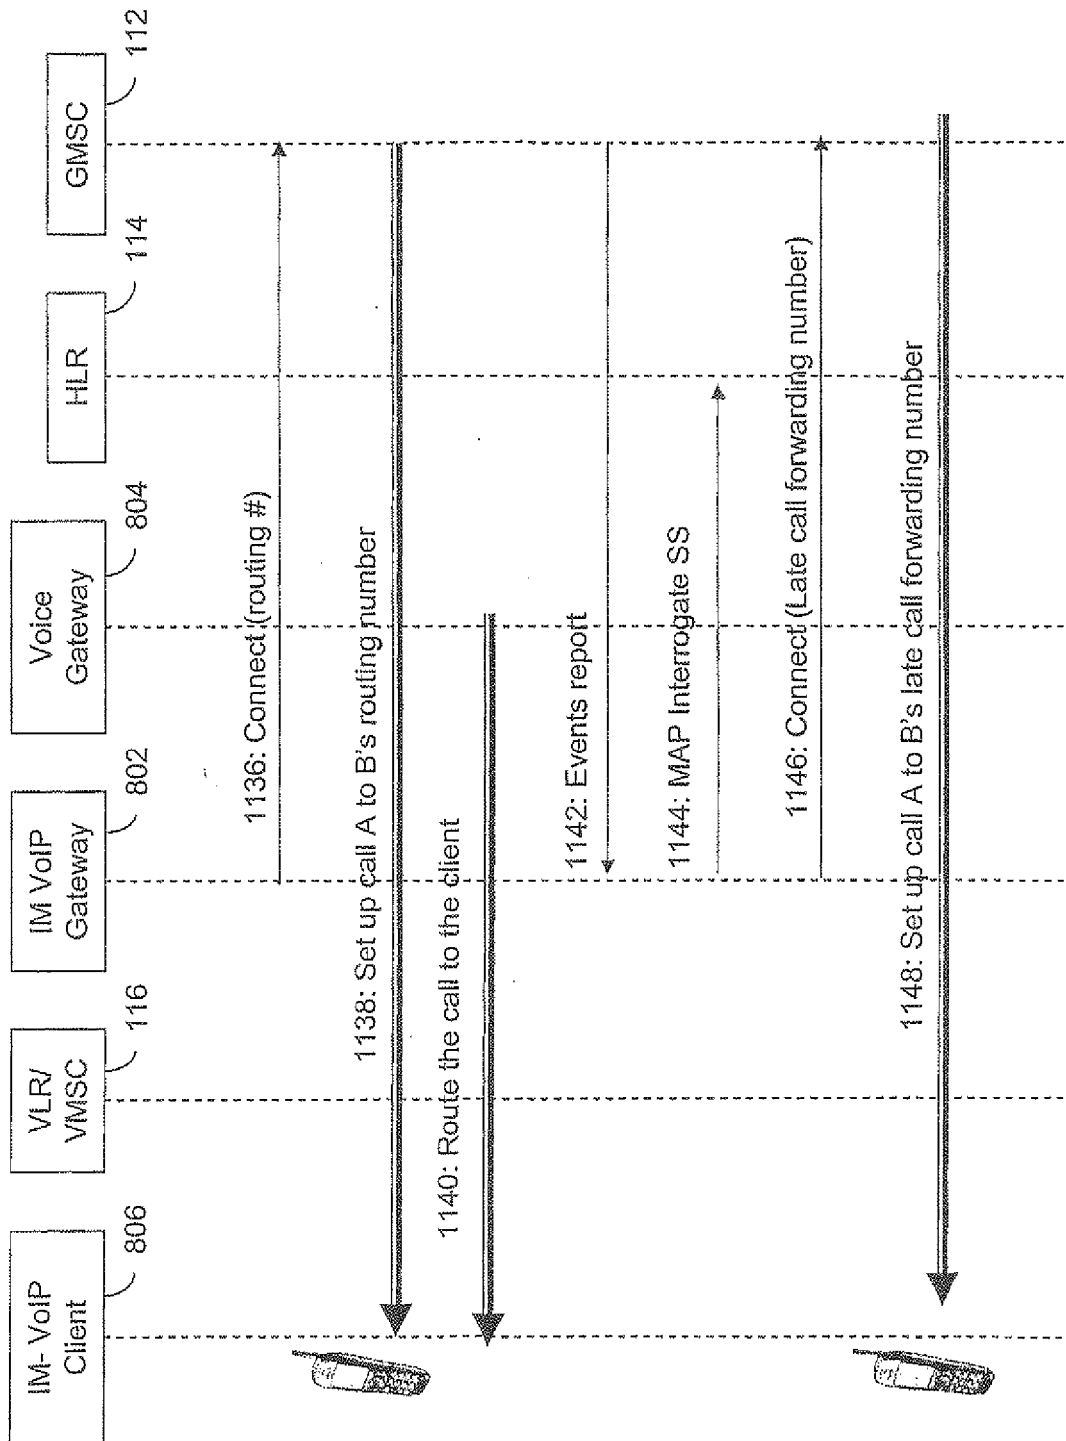 IM- VoIP
Client
806
VLR/
VMSC
116
IM VoIP
Gateway
802
Voice
Gateway
804
HLR
114
GMSC
112
1136: Connect (routing #)
1138: Set up call A to B's routing number
1140: Route the call to the client
1142: Events report
1144: MAP Interrogate SS
1146: Connect (Late call forwarding number)
1148: Set up call A to B's late call forwarding number